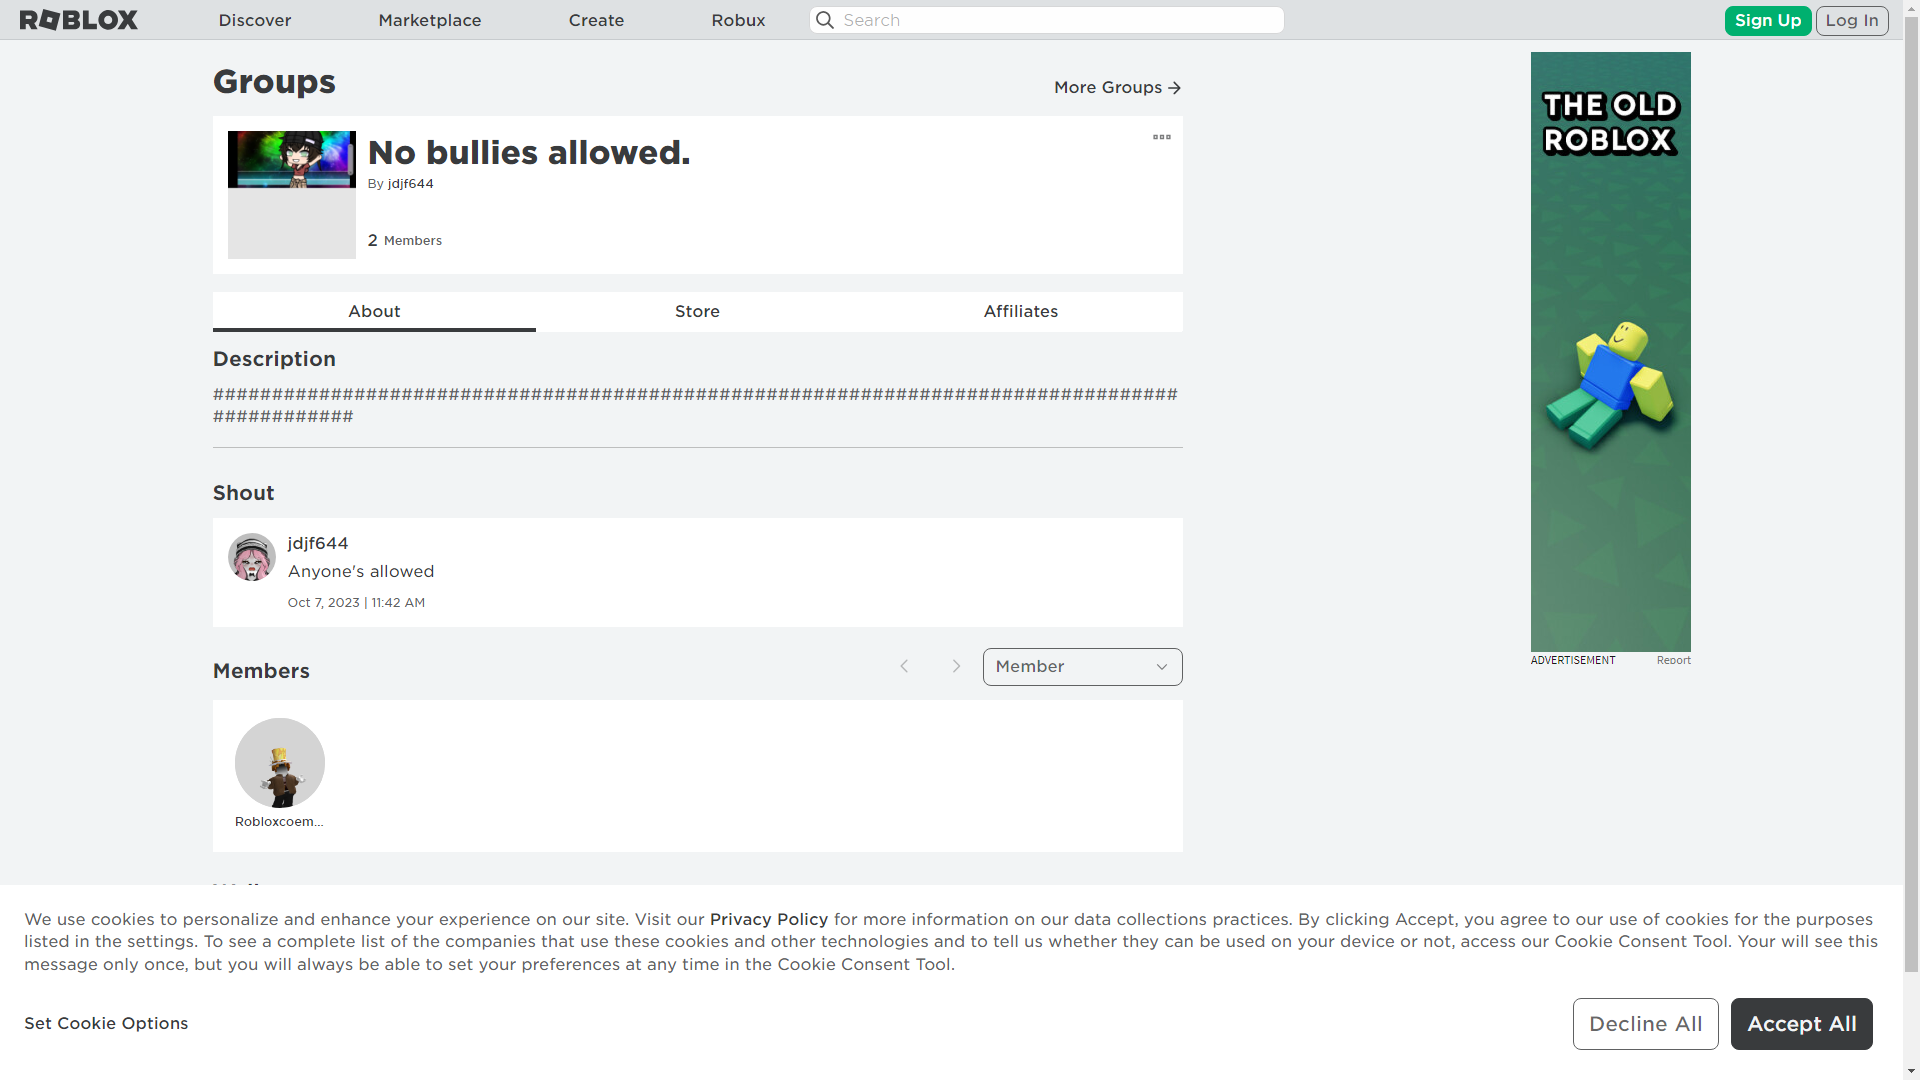 ROBLOX
Discover
Marketplace
Create
Robux
Search
Sign Up
Log In
Groups
More Groups
No bullies allowed.
By jdjf644
2 Members
About
Store
Affiliates
Description
##################################################################################
############
Shout
jdjf644
Anyone's allowed
Oct 7, 2023 | 11:42 AM
Members
Member
Robloxcoem...
THE OLD
ROBLOX
ADVERTISEMENT
Report
We use cookies to personalize and enhance your experience on our site. Visit our Privacy Policy for more information on our data collections practices. By clicking Accept, you agree to our use of cookies for the purposes
listed in the settings. To see a complete list of the companies that use these cookies and other technologies and to tell us whether they can be used on your device or not, access our Cookie Consent Tool. Your will see this
message only once, but you will always be able to set your preferences at any time in the Cookie Consent Tool.
Set Cookie Options
Decline All
Accept All